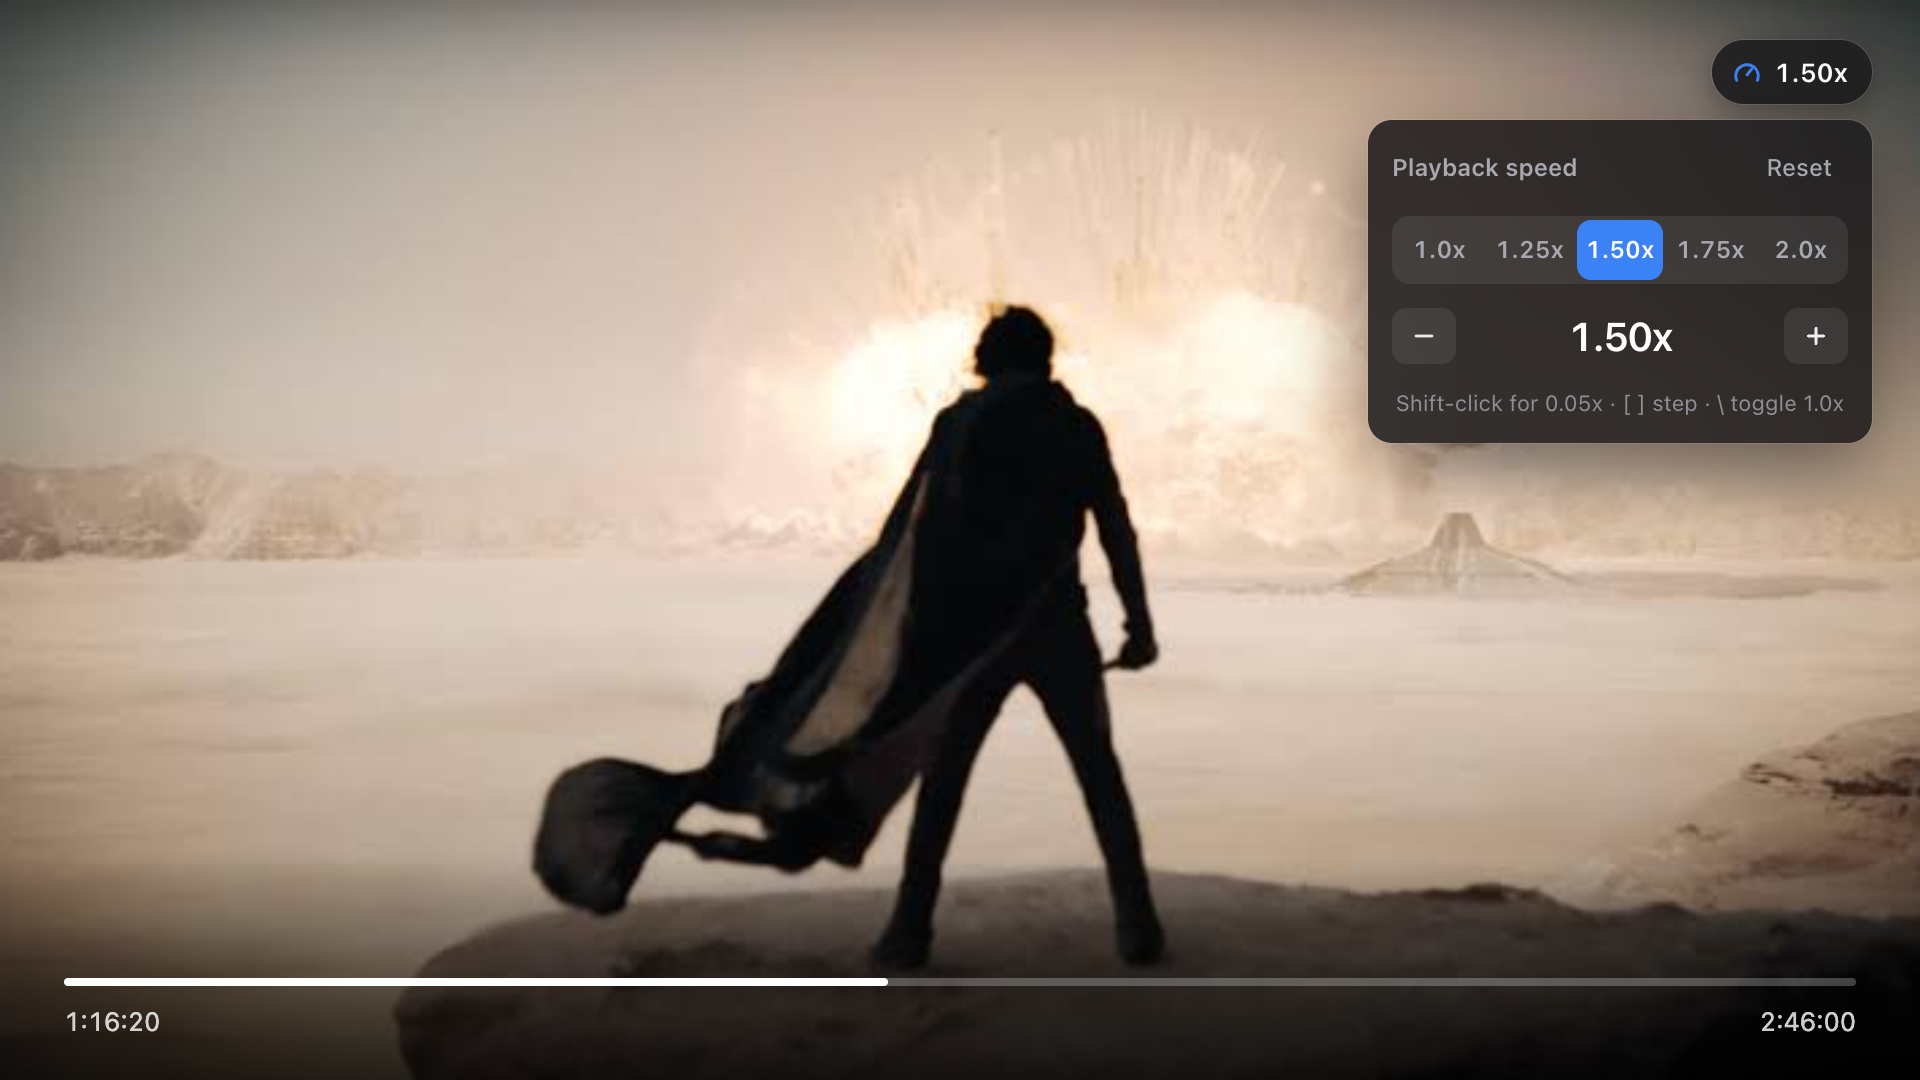 1.50x
Playback speed Reset
1.0x 1.25x 1.50x 1.75x 2.0x
− 1.50x +
Shift-click for 0.05x · [ ] step · \ toggle 1.0x
1:16:20 2:46:00